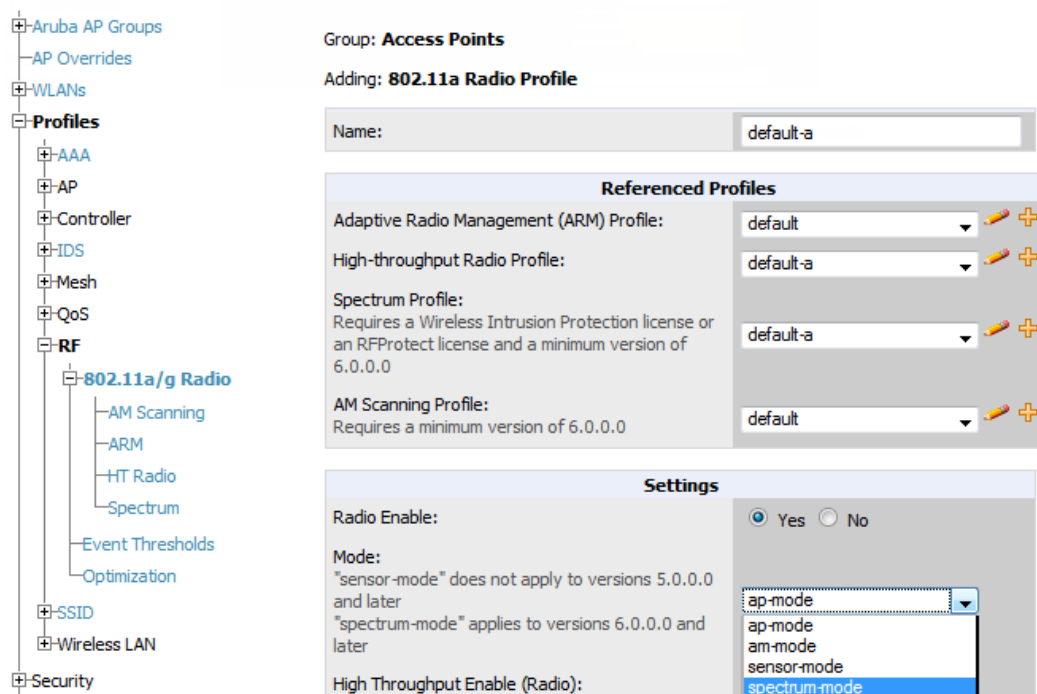 Aruba AP Groups
AP Overrides
WLANs
Profiles
AAA
AP
Controller
IDS
Mesh
QoS
RF
802.11a/g Radio
AM Scanning
ARM
HT Radio
Spectrum
Event Thresholds
Optimization
SSID
Wireless LAN
Security
Group: Access Points
Adding: 802.11a Radio Profile
Name: default-a
Referenced Profiles
Adaptive Radio Management (ARM) Profile: default
High-throughput Radio Profile: default-a
Spectrum Profile:
Requires a Wireless Intrusion Protection license or
an RFProtect license and a minimum version of
6.0.0.0
default-a
AM Scanning Profile:
Requires a minimum version of 6.0.0.0
default
Settings
Radio Enable: Yes No
Mode:
"sensor-mode" does not apply to versions 5.0.0.0
and later
"spectrum-mode" applies to versions 6.0.0.0 and
later
ap-mode
ap-mode
am-mode
sensor-mode
spectrum-mode
High Throughput Enable (Radio):